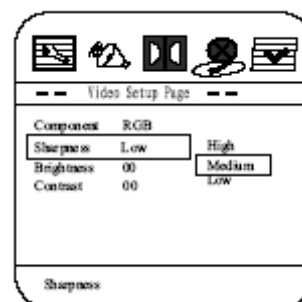 -- -- Video Setup Page -- --
Component RGB
Sharpness Low High
Brightness 00 Medium
Contrast 00 Low
Sharpness